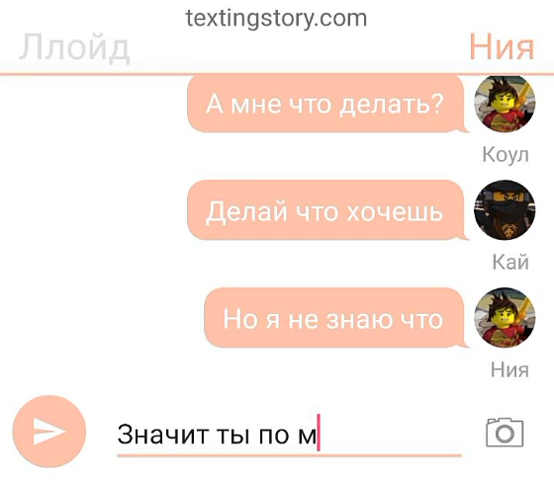 textingstory.com
Ллойд
Ния
А мне что делать?
Коул
Делай что хочешь
Кай
Но я не знаю что
Ния
Значит ты по м